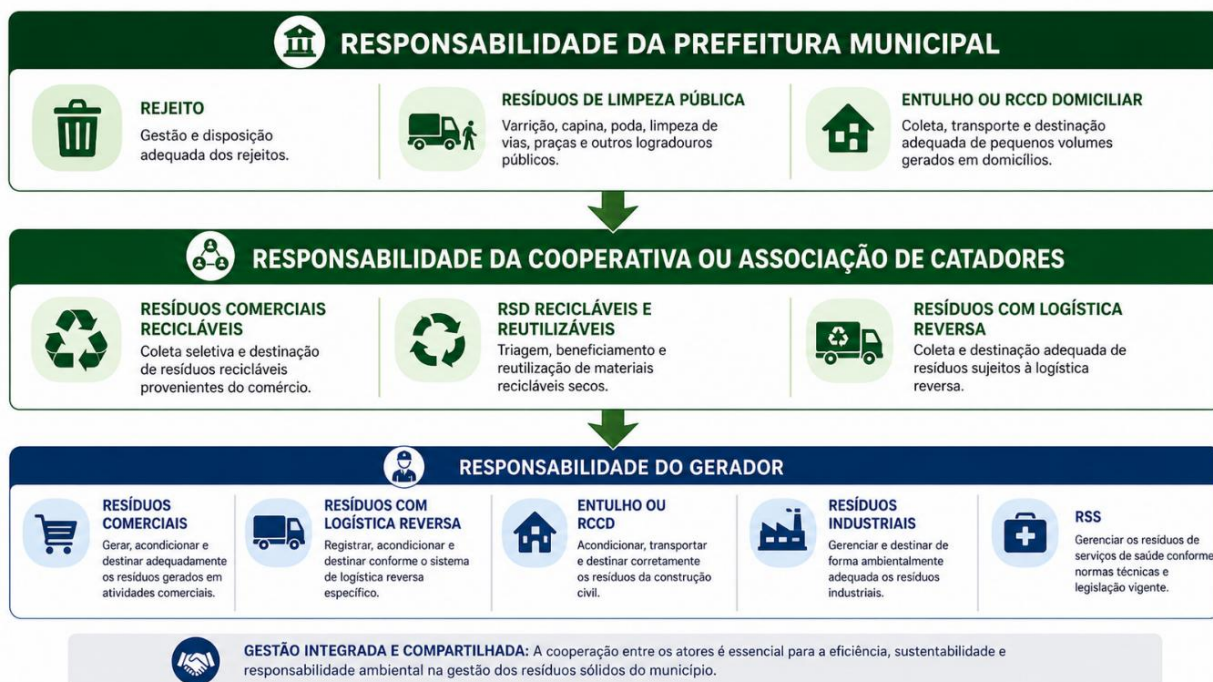 RESPONSABILIDADE DA PREFEITURA MUNICIPAL
REJEITO
Gestão e disposição
adequada dos rejeitos.
RESÍDUOS DE LIMPEZA PÚBLICA
Varrição, capina, poda, limpeza de
vias, praças e outros logradouros
públicos.
ENTULHO OU RCCD DOMICILIAR
Coleta, transporte e destinação
adequada de pequenos volumes
gerados em domicílios.
RESPONSABILIDADE DA COOPERATIVA OU ASSOCIAÇÃO DE CATADORES
RESÍDUOS COMERCIAIS
RECICLÁVEIS
Coleta seletiva e destinação
de resíduos recicláveis
provenientes do comércio.
RSD RECICLÁVEIS E
REUTILIZÁVEIS
Triagem, beneficiamento e
reutilização de materiais
recicláveis secos.
RESÍDUOS COM LOGÍSTICA
REVERSA
Coleta e destinação adequada de
resíduos sujeitos à logística
reversa.
RESPONSABILIDADE DO GERADOR
RESÍDUOS
COMERCIAIS
Gerar, acondicionar e
destinar adequadamente
os resíduos gerados em
atividades comerciais.
RESÍDUOS COM
LOGÍSTICA REVERSA
Registrar, acondicionar e
destinar conforme o sistema
de logística reversa
específico.
ENTULHO OU
RCCD
Acondicionar, transportar
e destinar corretamente
os resíduos da construção
civil.
RESÍDUOS
INDUSTRIAIS
Gerenciar e destinar de
forma ambientalmente
adequada os resíduos
industriais.
RSS
Gerenciar os resíduos de
serviços de saúde conforme
normas técnicas e
legislação vigente.
GESTÃO INTEGRADA E COMPARTILHADA: A cooperação entre os atores é essencial para a eficiência, sustentabilidade e
responsabilidade ambiental na gestão dos resíduos sólidos do município.